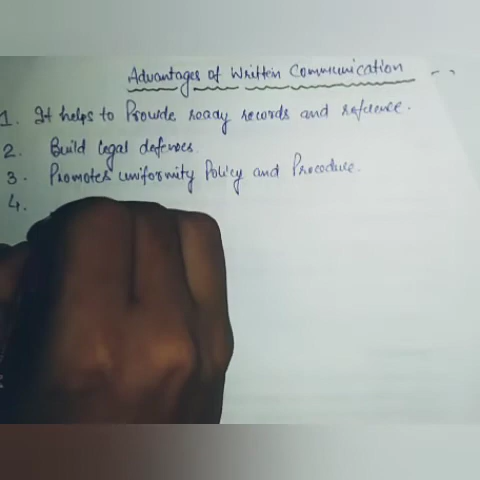 Advantages of Written Communication --
1. It helps to Provide ready records and reference.
2. Build legal defences.
3. Promotes uniformity Policy and Procedure.
4.